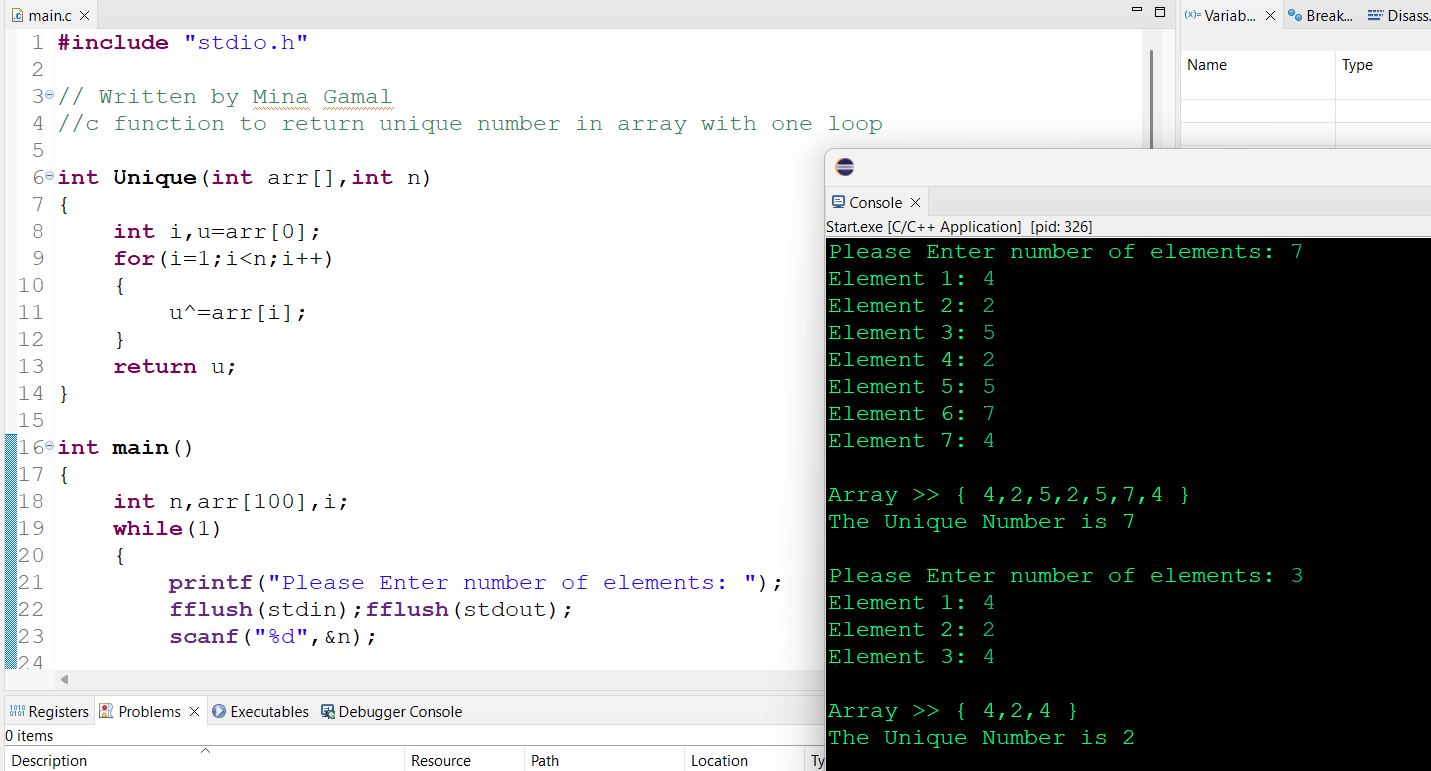 main.c
1 #include "stdio.h"
2
3 // Written by Mina Gamal
4 //c function to return unique number in array with one loop
5
6 int Unique(int arr[],int n)
7 {
8 int i,u=arr[0];
9 for(i=1;i<n;i++)
10 {
11 u^=arr[i];
12 }
13 return u;
14 }
15
16 int main()
17 {
18 int n,arr[100],i;
19 while(1)
20 {
21 printf("Please Enter number of elements: ");
22 fflush(stdin);fflush(stdout);
23 scanf("%d",&n);
24
(x)= Variab... Break... Disass.
Name Type
Console
Start.exe [C/C++ Application] [pid: 326]
Please Enter number of elements: 7
Element 1: 4
Element 2: 2
Element 3: 5
Element 4: 2
Element 5: 5
Element 6: 7
Element 7: 4
Array >> { 4,2,5,2,5,7,4 }
The Unique Number is 7
Please Enter number of elements: 3
Element 1: 4
Element 2: 2
Element 3: 4
Array >> { 4,2,4 }
The Unique Number is 2
1010 0101 Registers Problems Executables Debugger Console
0 items
Description Resource Path Location Ty